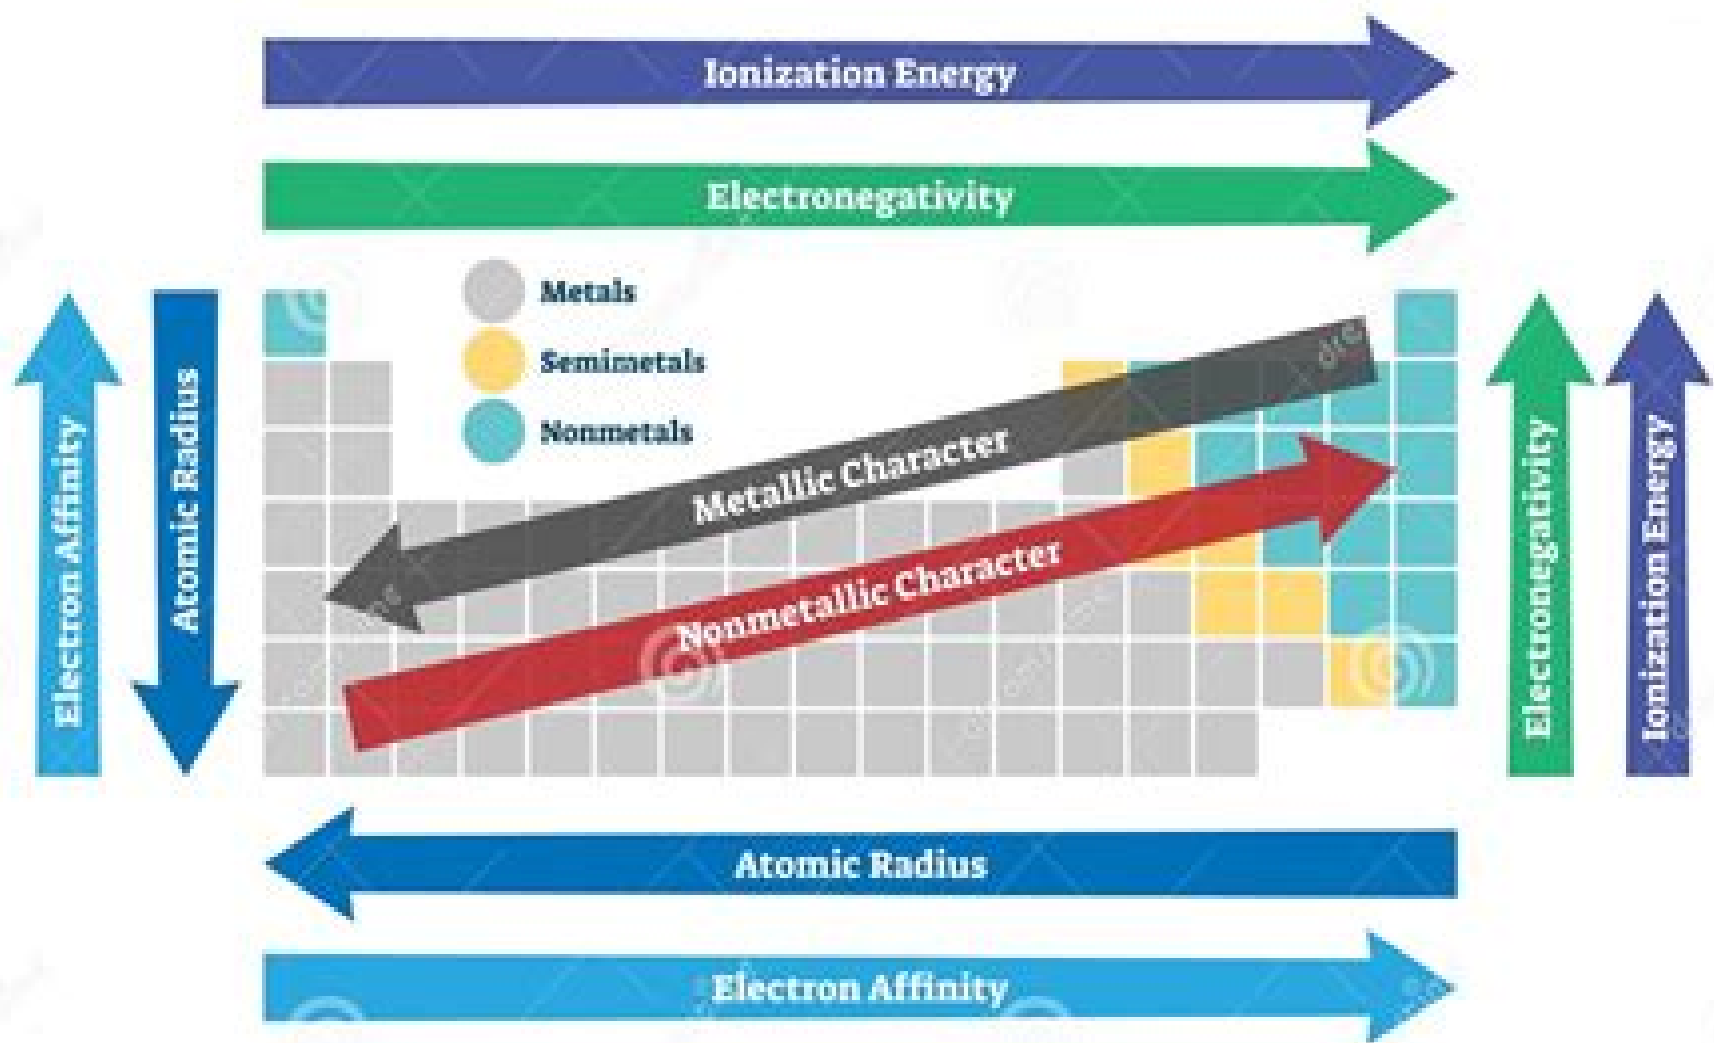 Ionization Energy
Electronegativity
Metals
Semimetals
Nonmetals
Electron Affinity
Atomic Radius
Metallic Character
Nonmetallic Character
Electronegativity
Ionization Energy
Atomic Radius
Electron Affinity